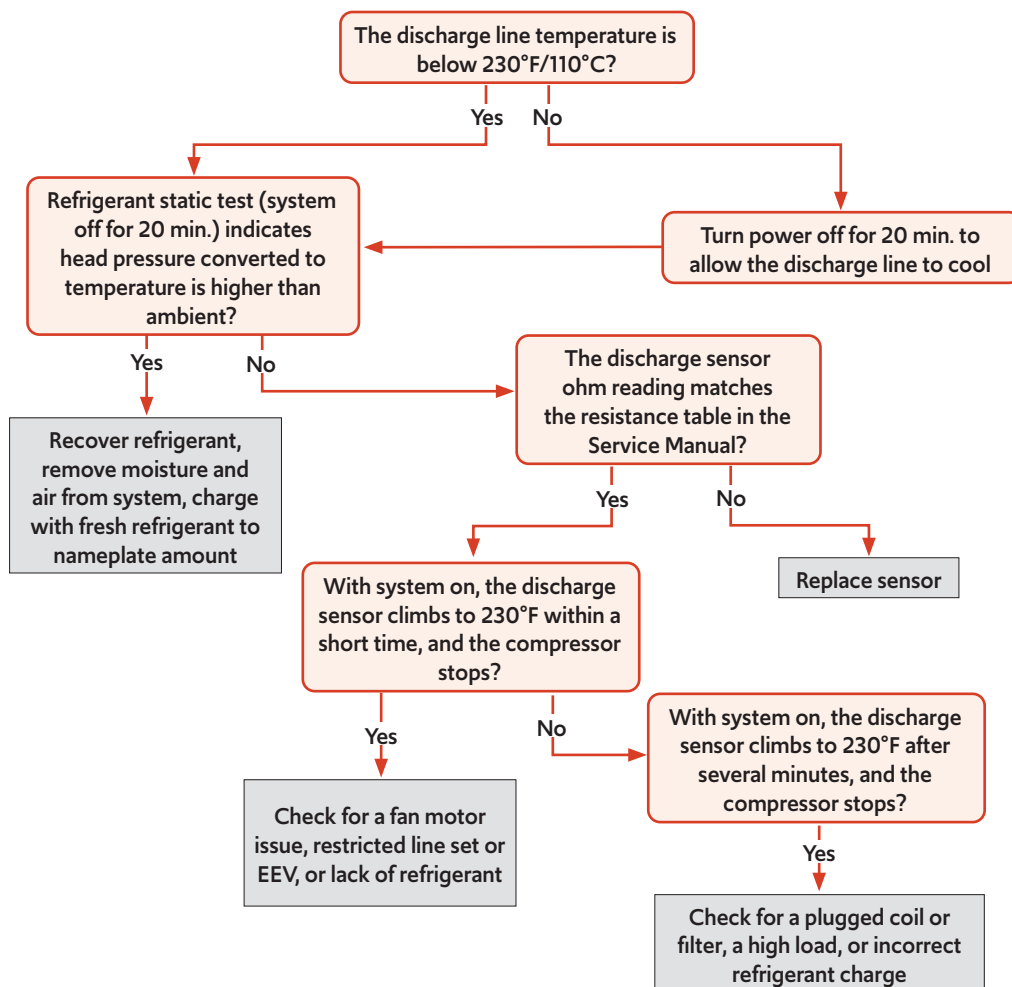 The discharge line temperature is
below 230°F/110°C?
Yes
No
Refrigerant static test (system
off for 20 min.) indicates
head pressure converted to
temperature is higher than
ambient?
Turn power off for 20 min. to
allow the discharge line to cool
Yes
No
Recover refrigerant,
remove moisture and
air from system, charge
with fresh refrigerant to
nameplate amount
The discharge sensor
ohm reading matches
the resistance table in the
Service Manual?
Yes
No
Replace sensor
With system on, the discharge
sensor climbs to 230°F within a
short time, and the compressor
stops?
Yes
No
Check for a fan motor
issue, restricted line set or
EEV, or lack of refrigerant
With system on, the discharge
sensor climbs to 230°F after
several minutes, and the
compressor stops?
Yes
Check for a plugged coil or
filter, a high load, or incorrect
refrigerant charge